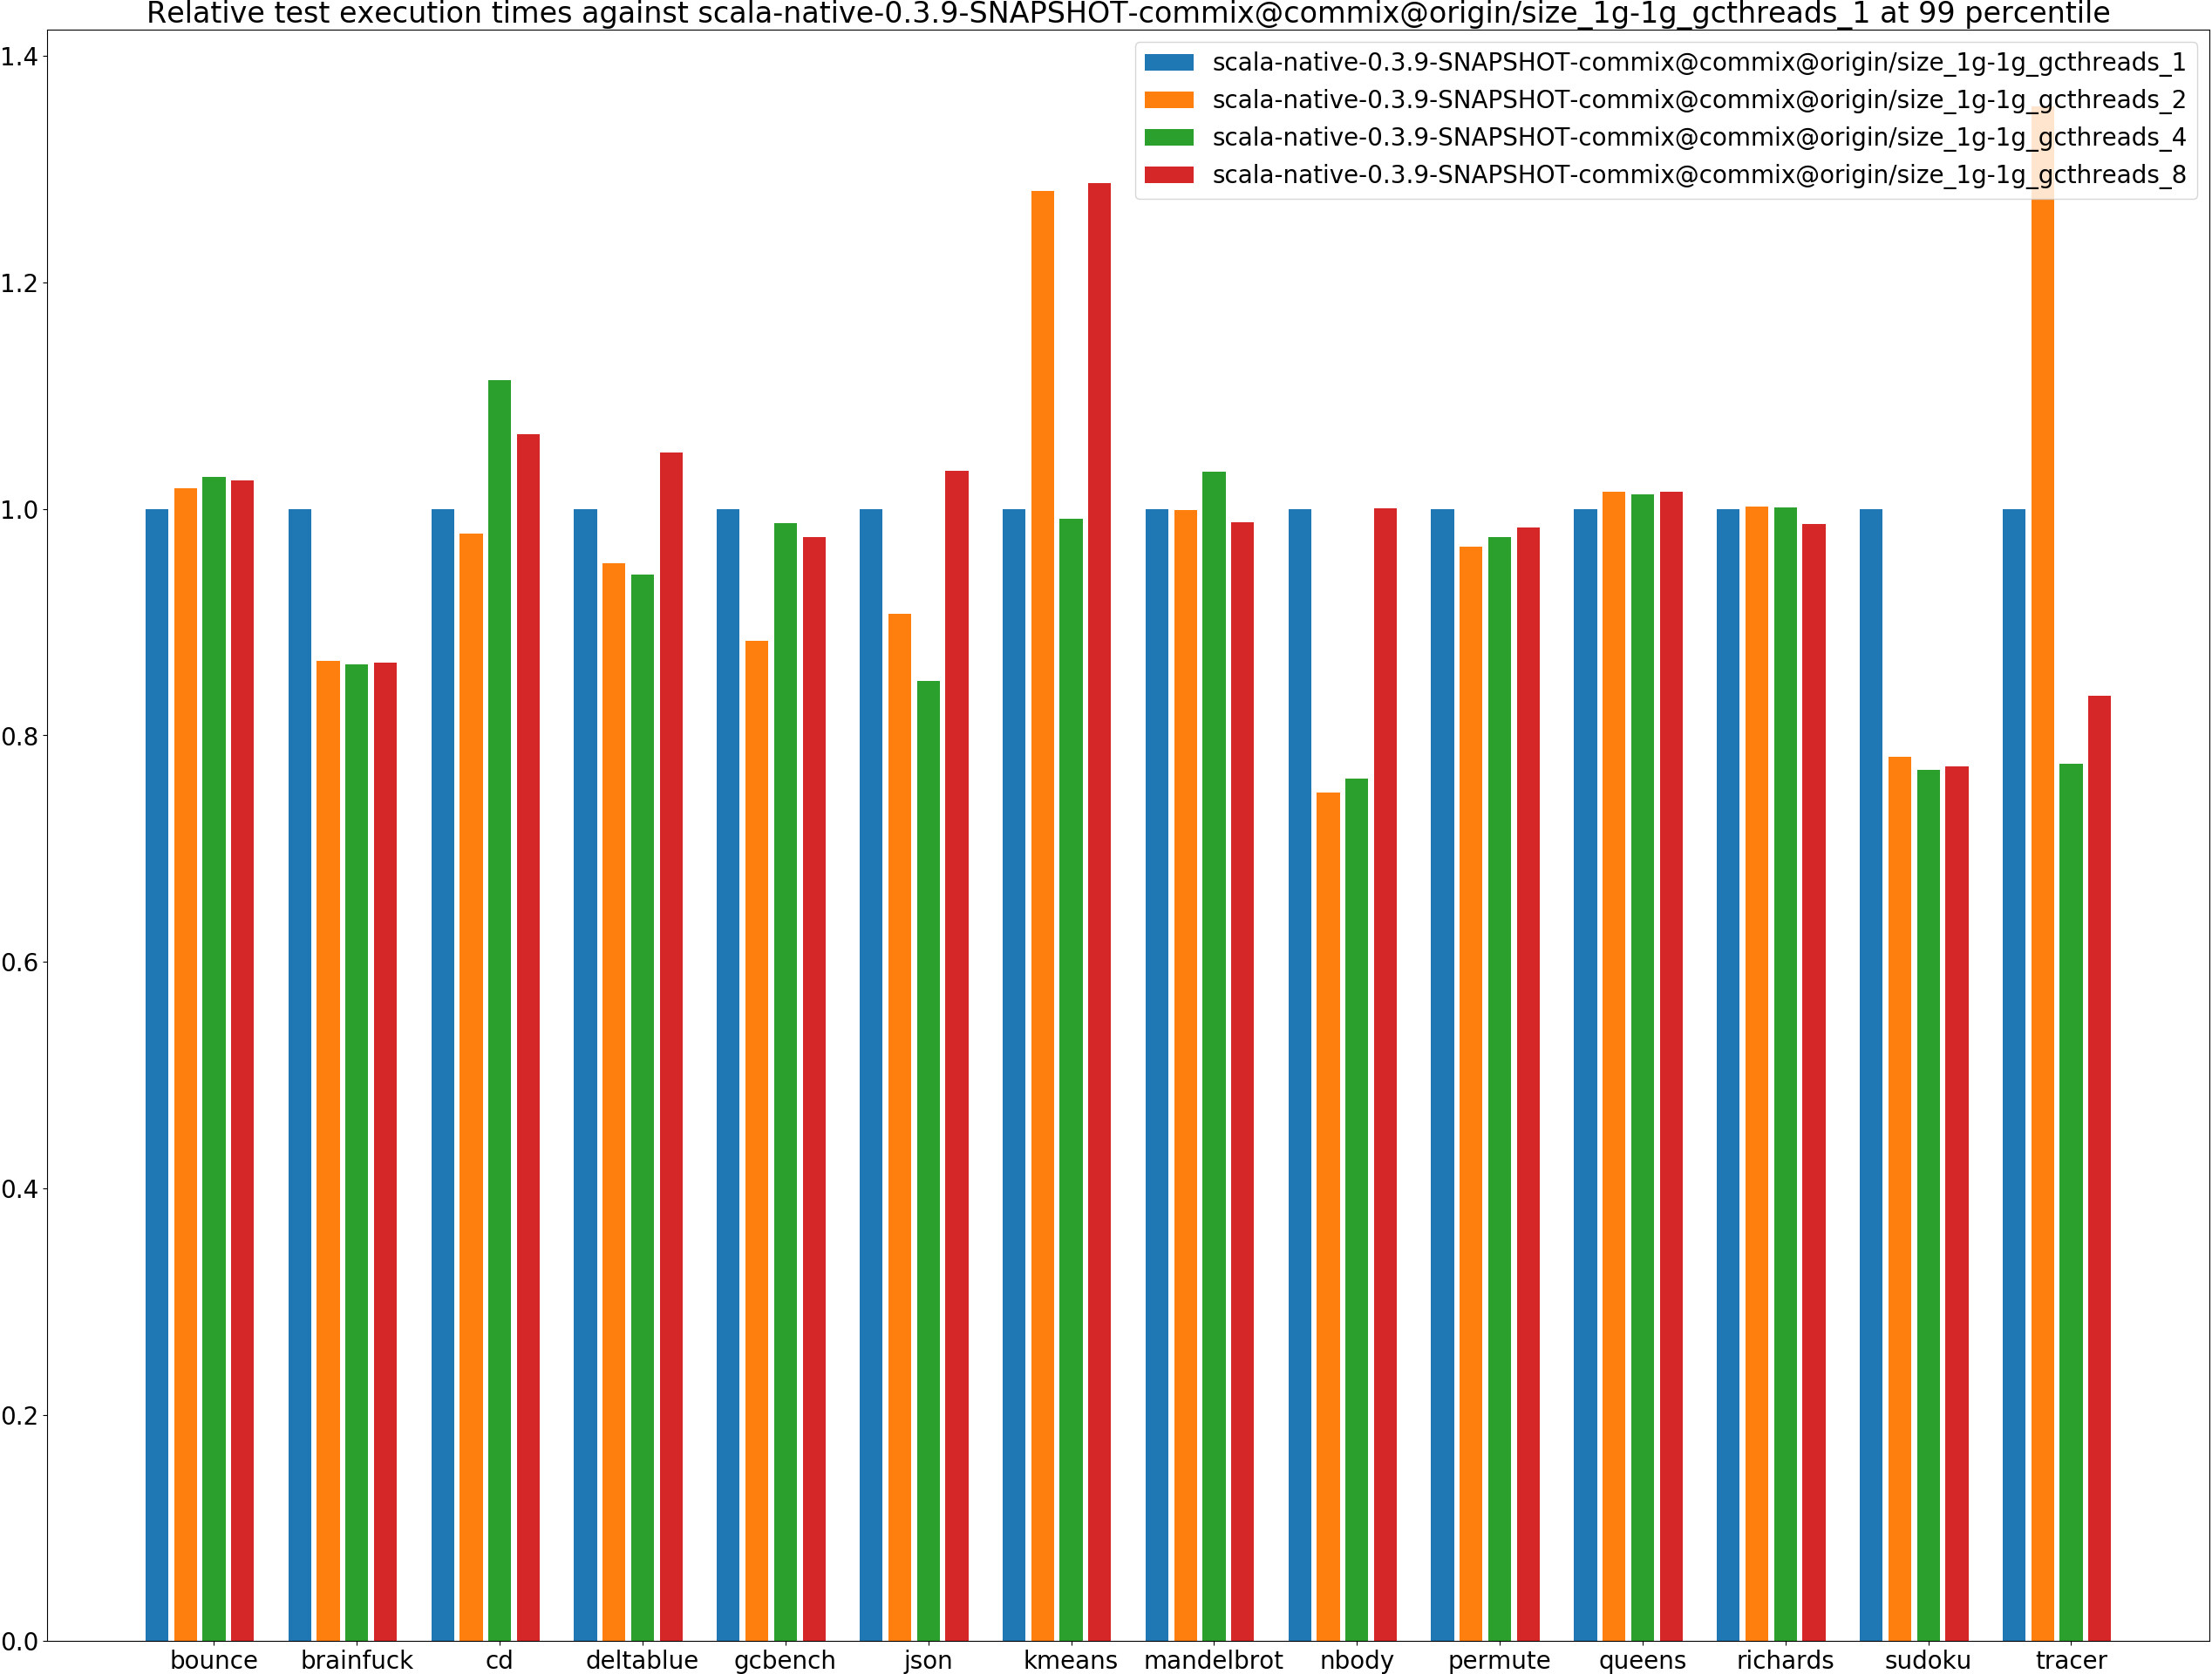 Relative test execution times against scala-native-0.3.9-SNAPSHOT-commix@commix@origin/size_1g-1g_gcthreads_1 at 99 percentile
scala-native-0.3.9-SNAPSHOT-commix@commix@origin/size_1g-1g_gcthreads_1
scala-native-0.3.9-SNAPSHOT-commix@commix@origin/size_1g-1g_gcthreads_2
scala-native-0.3.9-SNAPSHOT-commix@commix@origin/size_1g-1g_gcthreads_4
scala-native-0.3.9-SNAPSHOT-commix@commix@origin/size_1g-1g_gcthreads_8
1.4
1.2
1.0
0.8
0.6
0.4
0.2
0.0
bounce brainfuck cd deltablue gcbench json kmeans mandelbrot nbody permute queens richards sudoku tracer